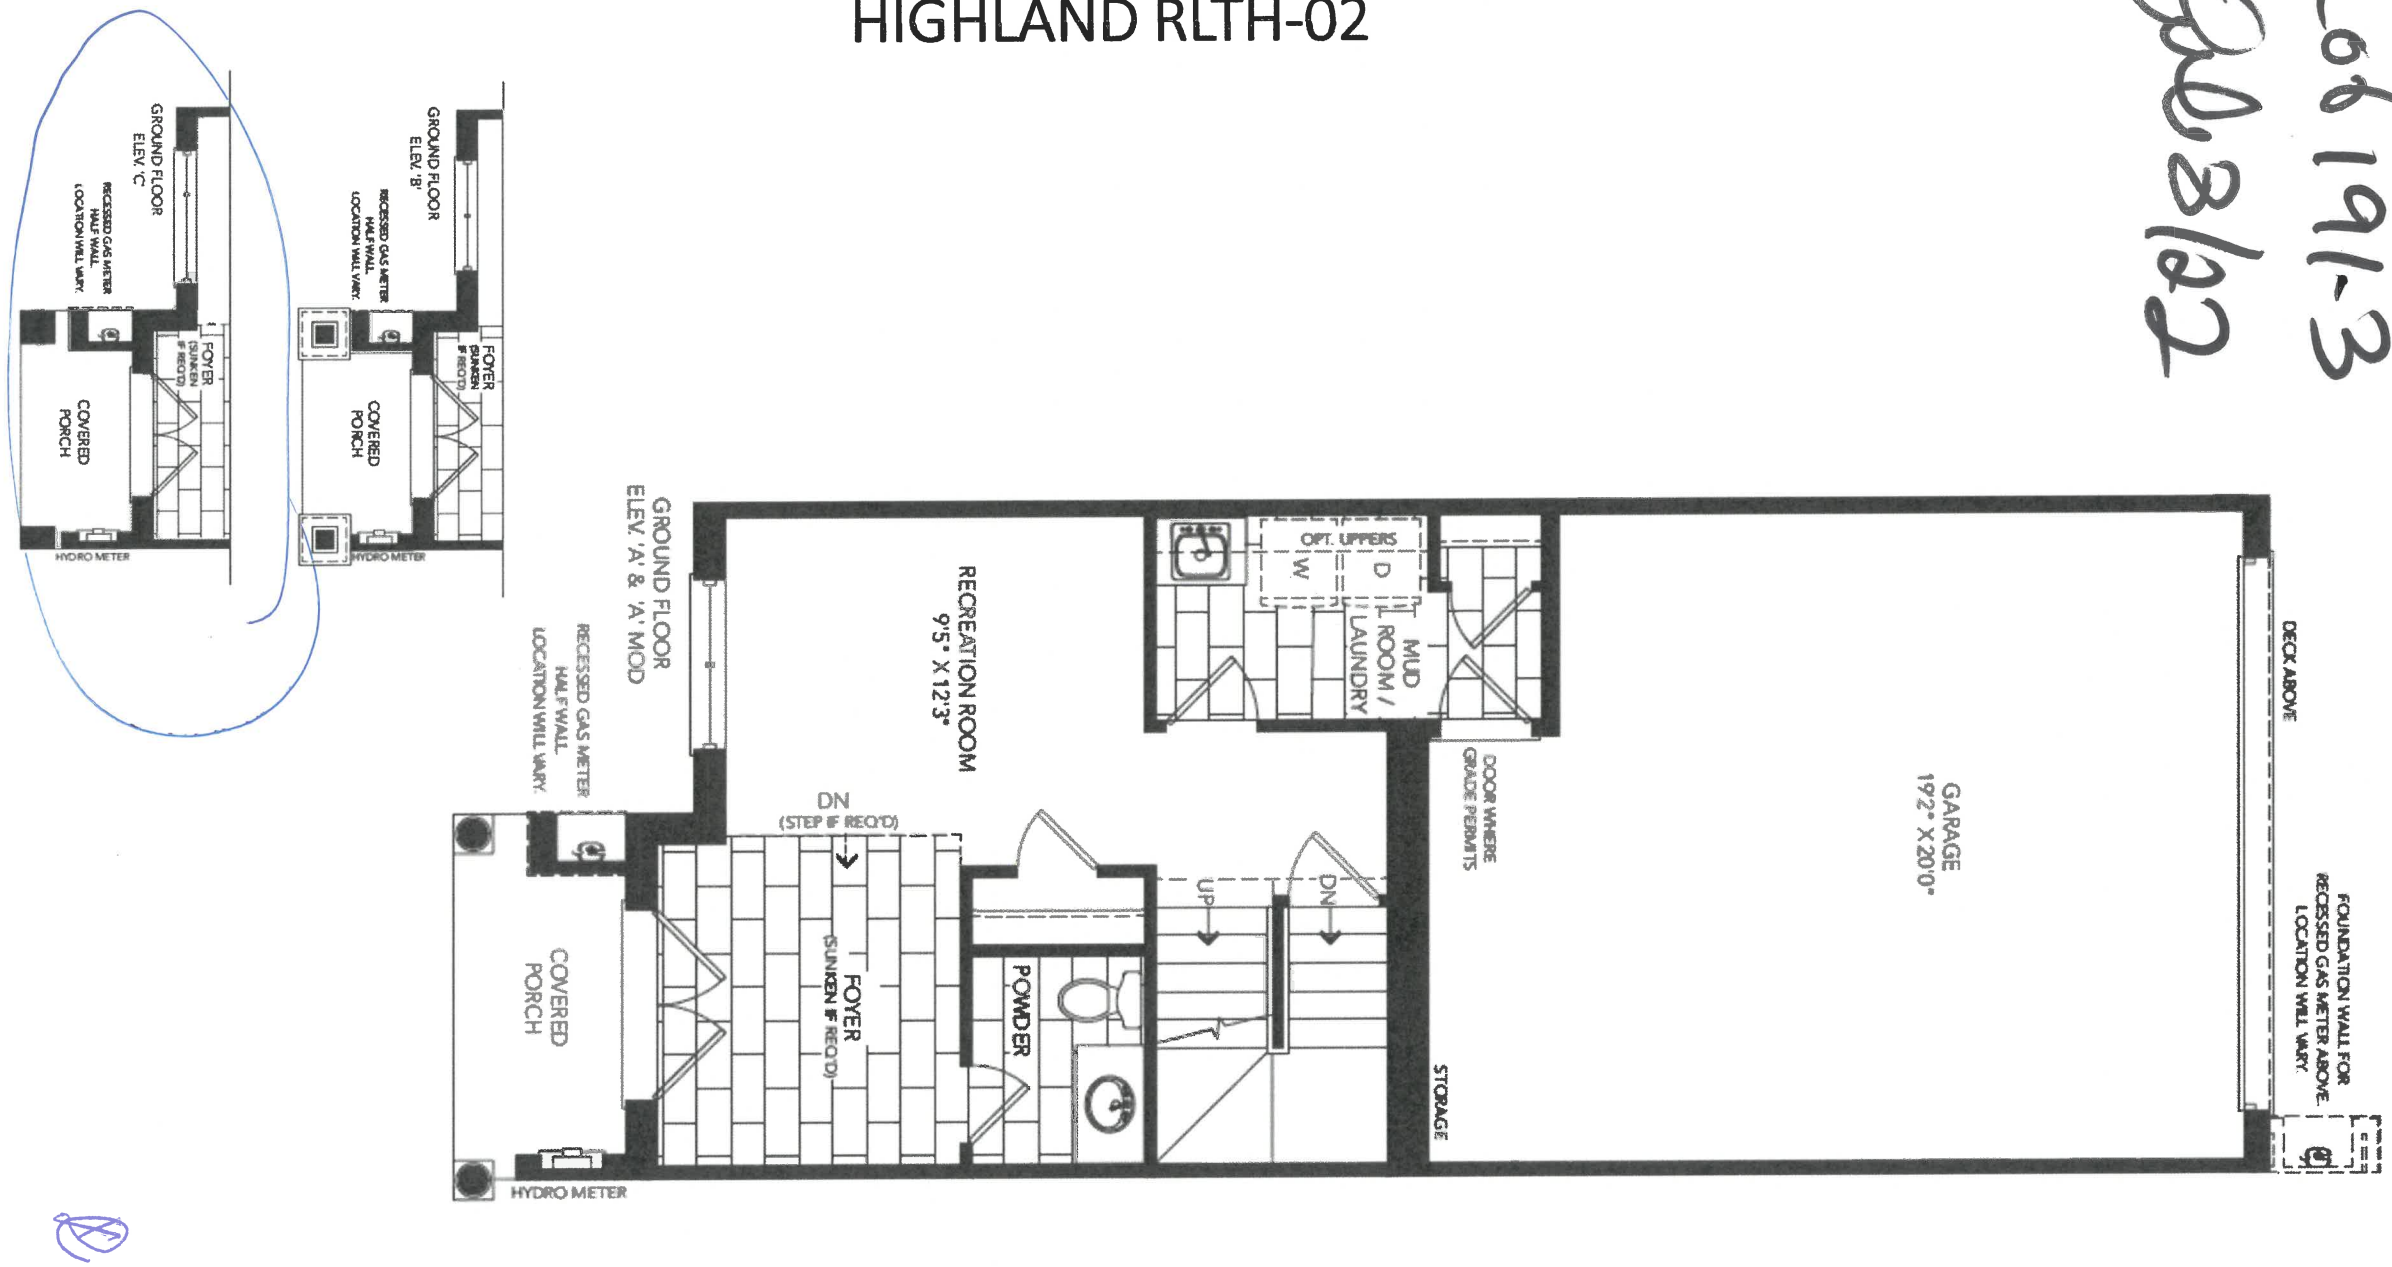 HIGHLAND RLTH-02
Lot 191-3
GROUND FLOOR
ELEV. 'C'
RECESSED GAS METER
HALF WALL.
LOCATION WILL VARY.
FOYER
(SUNKEN
IF REQ'D)
COVERED
PORCH
HYDRO METER
GROUND FLOOR
ELEV. 'B'
RECESSED GAS METER
HALF WALL.
LOCATION WILL VARY.
FOYER
(SUNKEN
IF REQ'D)
COVERED
PORCH
HYDRO METER
GROUND FLOOR
ELEV. 'A' & 'A' MOD
RECESSED GAS METER
HALF WALL.
LOCATION WILL VARY.
RECREATION ROOM
9'5" X 12'3"
DN
(STEP IF REQ'D)
FOYER
(SUNKEN IF REQ'D)
COVERED
PORCH
HYDRO METER
POWDER
OPT. UPPERS
W
D
MUD
ROOM /
LAUNDRY
UP
DN
DOOR WHERE
GRADE PERMITS
STORAGE
GARAGE
19'2" X 20'0"
DECK ABOVE
FOUNDATION WALL FOR
RECESSED GAS METER ABOVE.
LOCATION WILL VARY.